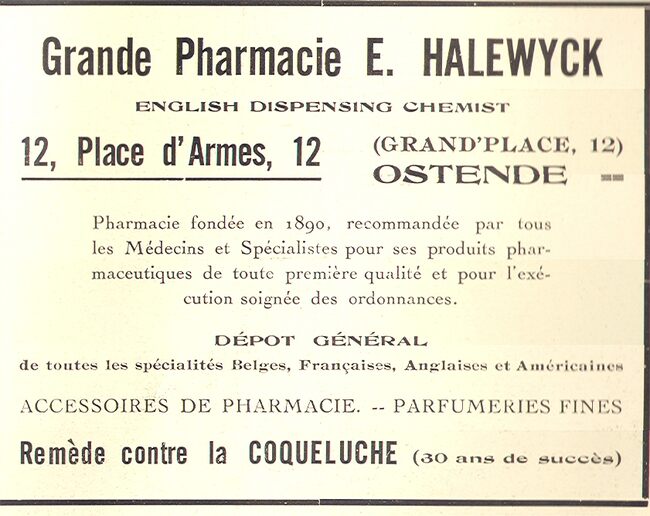 Grande Pharmacie E. HALEWYCK
ENGLISH DISPENSING CHEMIST
12, Place d'Armes, 12
(GRAND'PLACE, 12)
OSTENDE
Pharmacie fondée en 1890, recommandée par tous
les Médecins et Spécialistes pour ses produits phar-
maceutiques de toute première qualité et pour l'exé-
cution soignée des ordonnances.
DÉPOT GÉNÉRAL
de toutes les spécialités Belges, Françaises, Anglaises et Américaines
ACCESSOIRES DE PHARMACIE. -- PARFUMERIES FINES
Remède contre la COQUELUCHE (30 ans de succès)